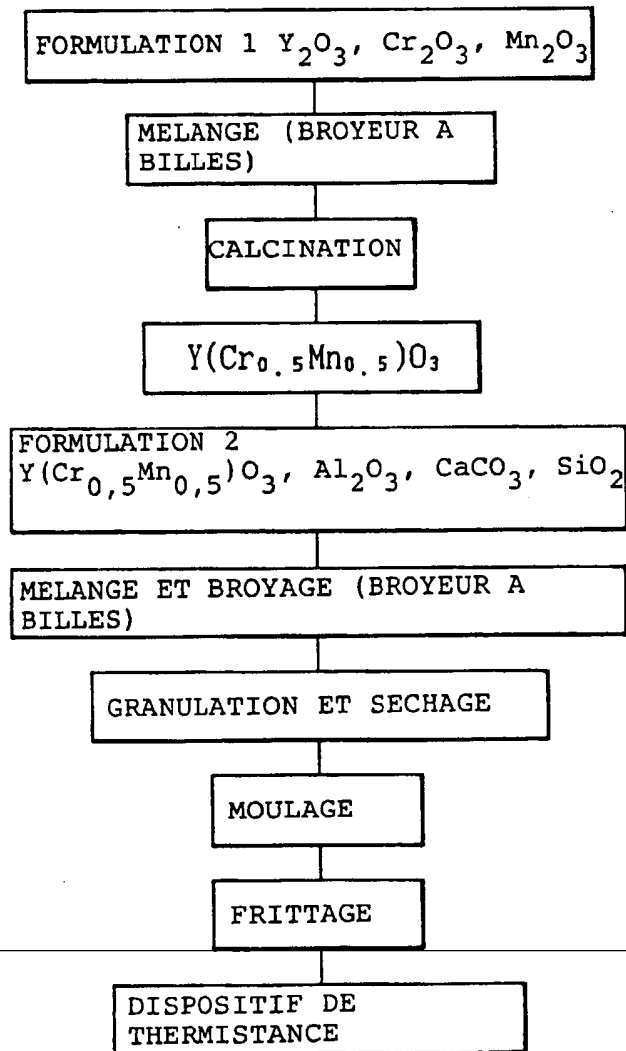 FORMULATION 1 Y₂O₃, Cr₂O₃, Mn₂O₃
MELANGE (BROYEUR A
BILLES)
CALCINATION
Y(Cr₀.₅Mn₀.₅)O₃
FORMULATION 2
Y(Cr₀,₅Mn₀,₅)O₃, Al₂O₃, CaCO₃, SiO₂
MELANGE ET BROYAGE (BROYEUR A
BILLES)
GRANULATION ET SECHAGE
MOULAGE
FRITTAGE
DISPOSITIF DE
THERMISTANCE